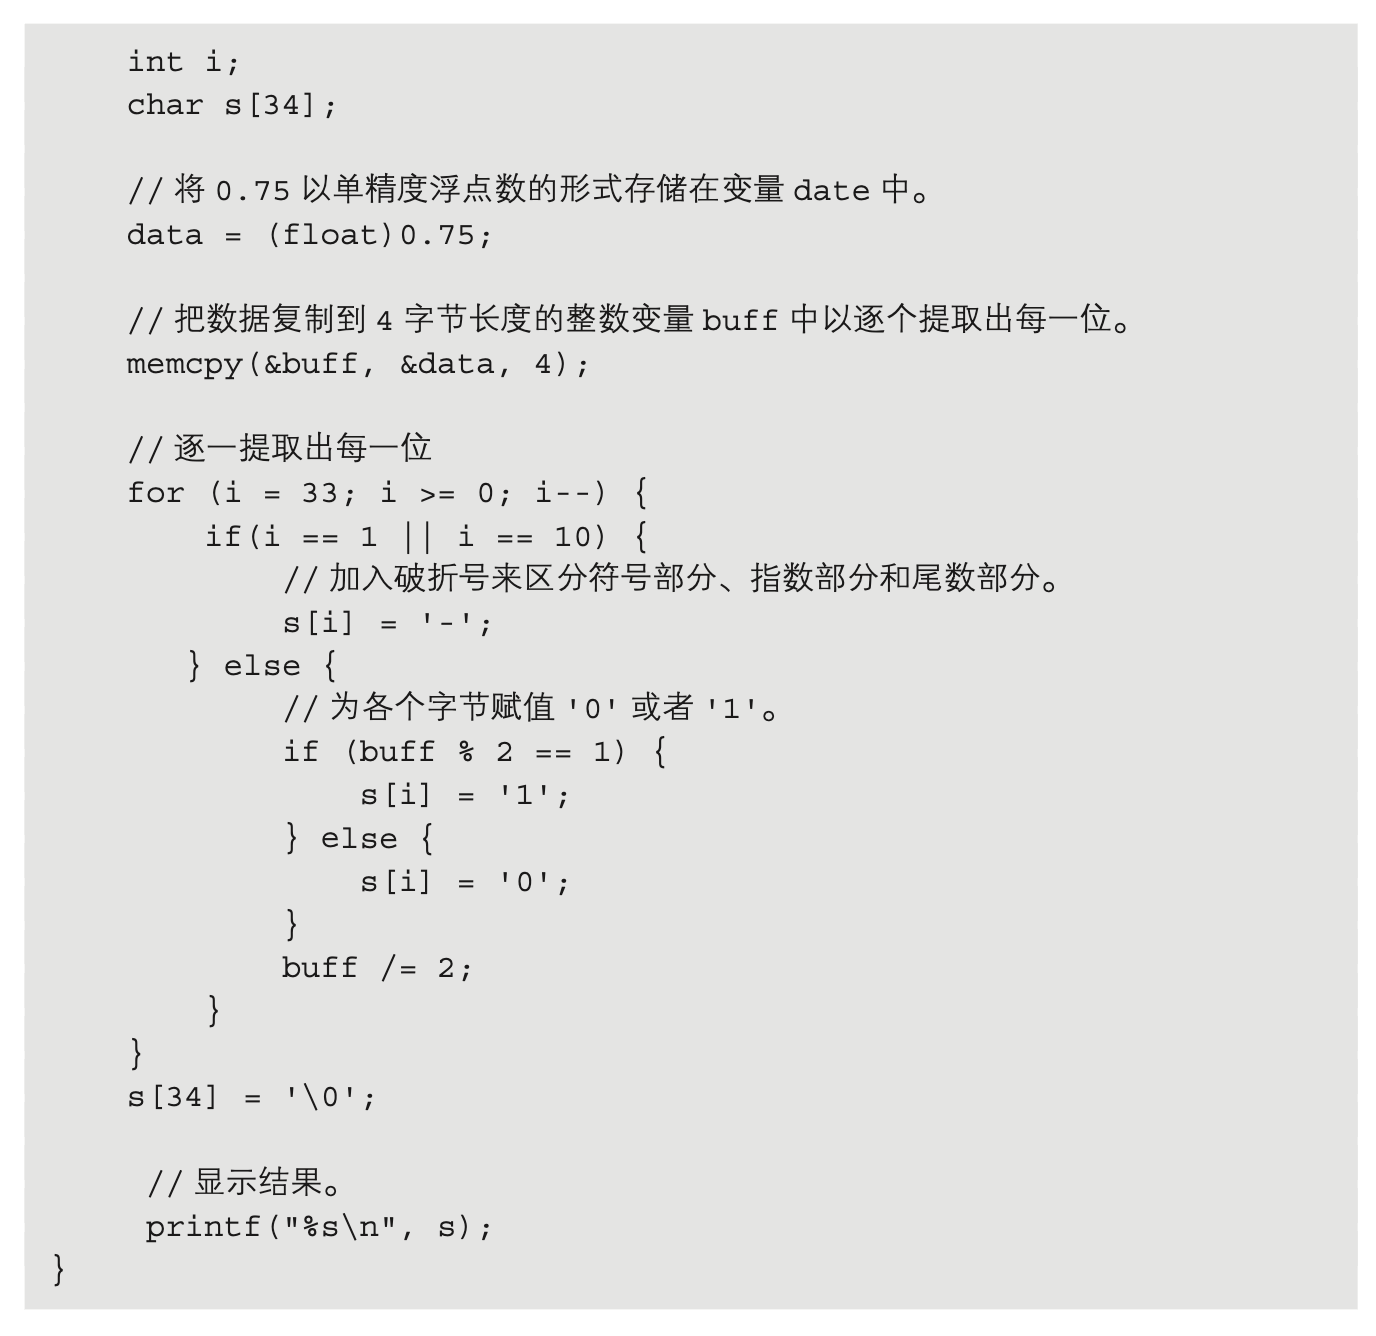 int i;
char s[34];
// 将 0.75 以单精度浮点数的形式存储在变量 date 中。
data = (float)0.75;
// 把数据复制到 4 字节长度的整数变量 buff 中以逐个提取出每一位。
memcpy(&buff, &data, 4);
// 逐一提取出每一位
for (i = 33; i >= 0; i--) {
if(i == 1 || i == 10) {
// 加入破折号来区分符号部分、指数部分和尾数部分。
s[i] = '-';
} else {
// 为各个字节赋值 '0' 或者 '1'。
if (buff % 2 == 1) {
s[i] = '1';
} else {
s[i] = '0';
}
buff /= 2;
}
}
s[34] = '\0';
// 显示结果。
printf("%s\n", s);
}